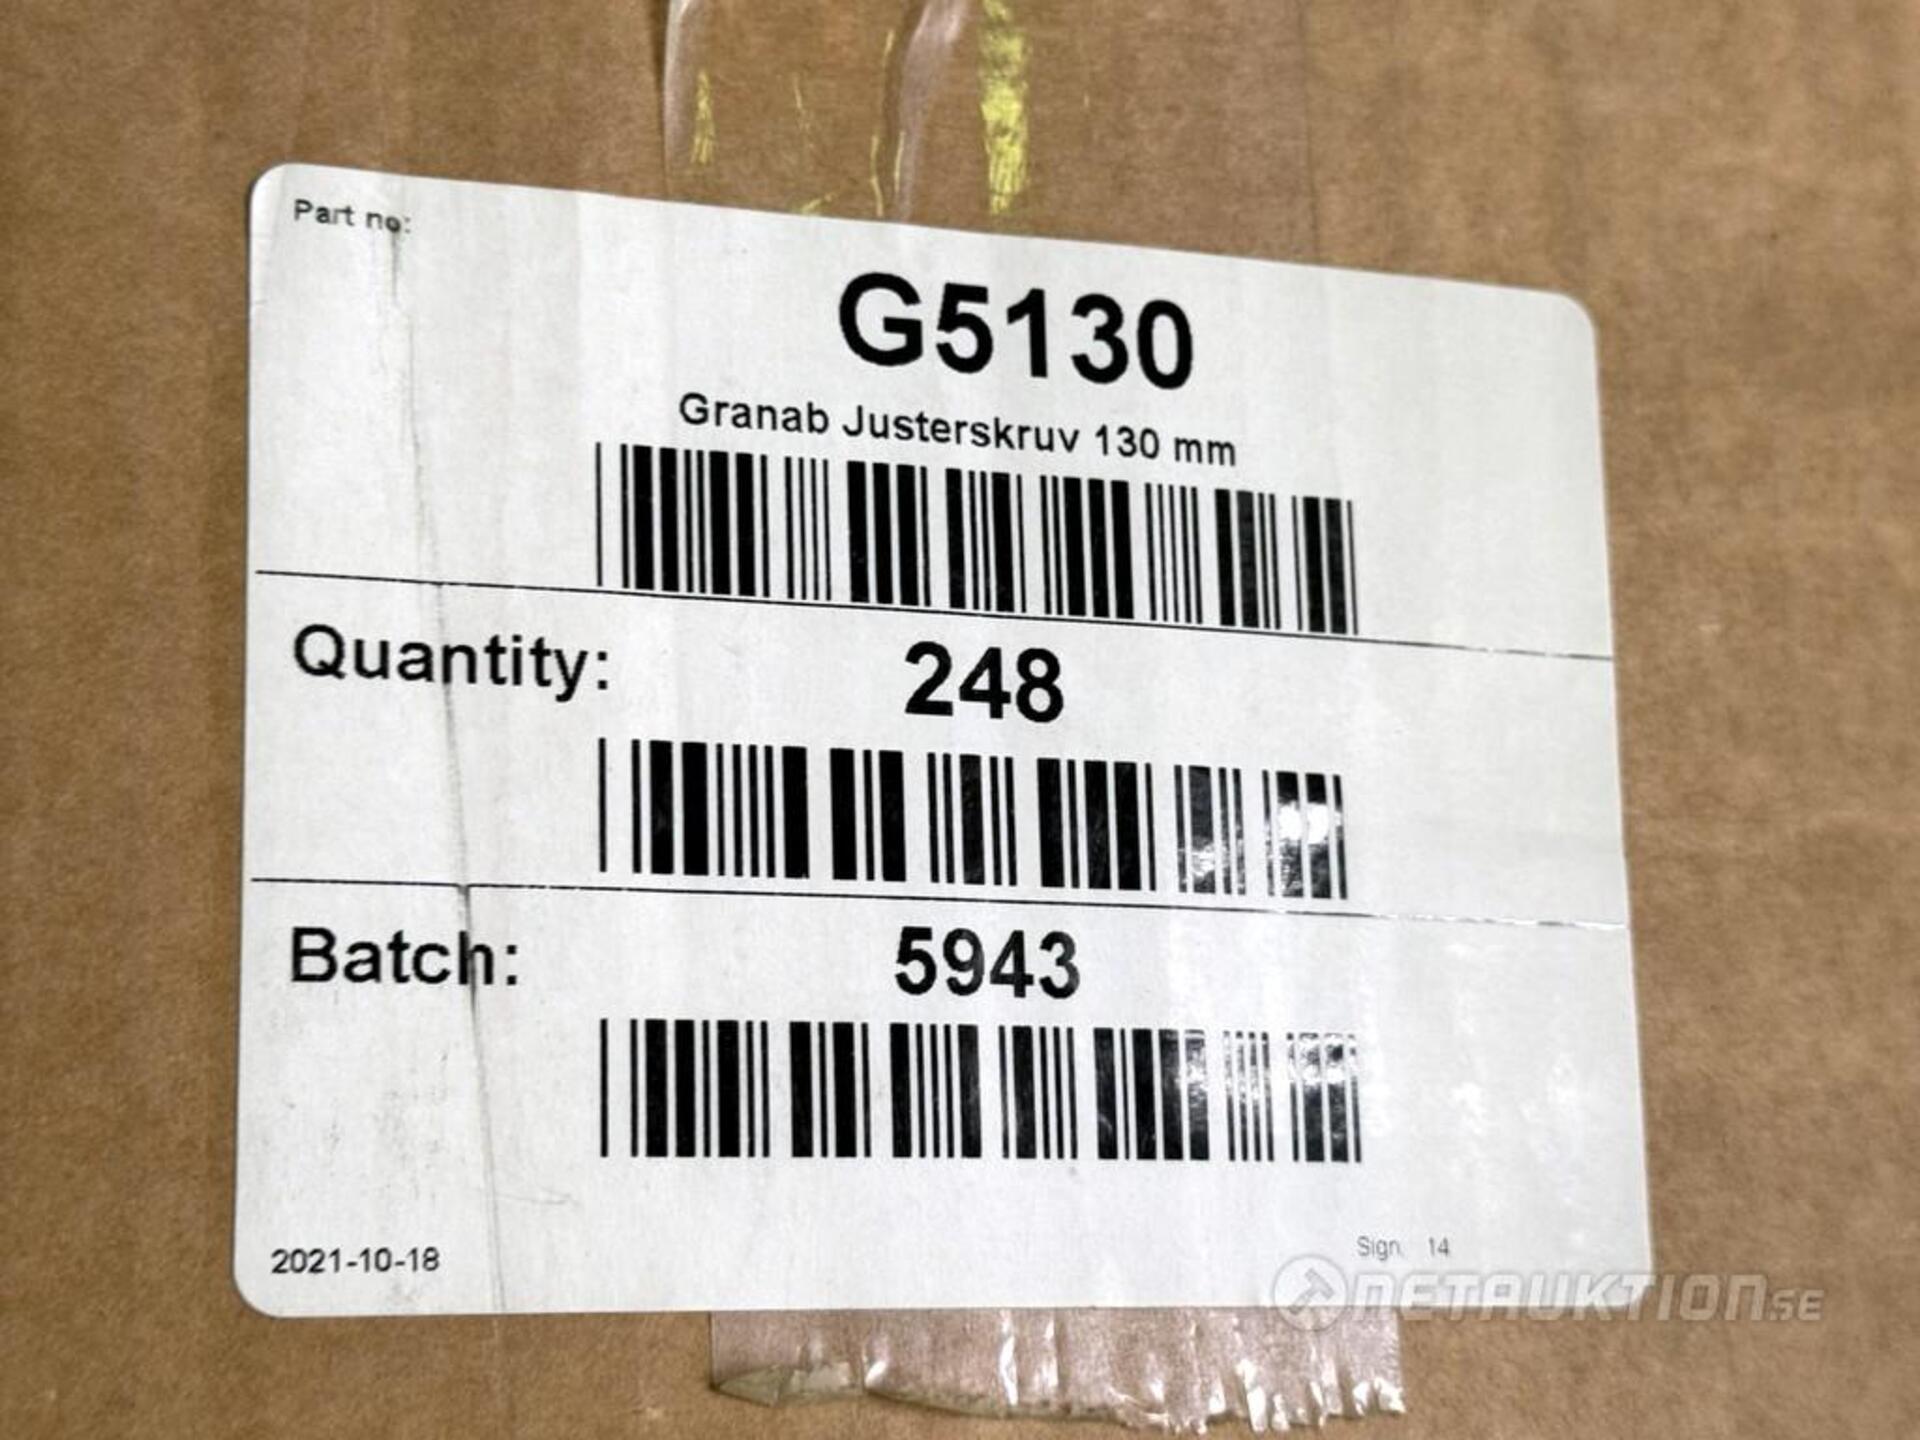 Part no:
G5130
Granab Justerskruv 130 mm
Quantity: 248
Batch: 5943
2021-10-18
Sign. 14
NETAUKTION.SE